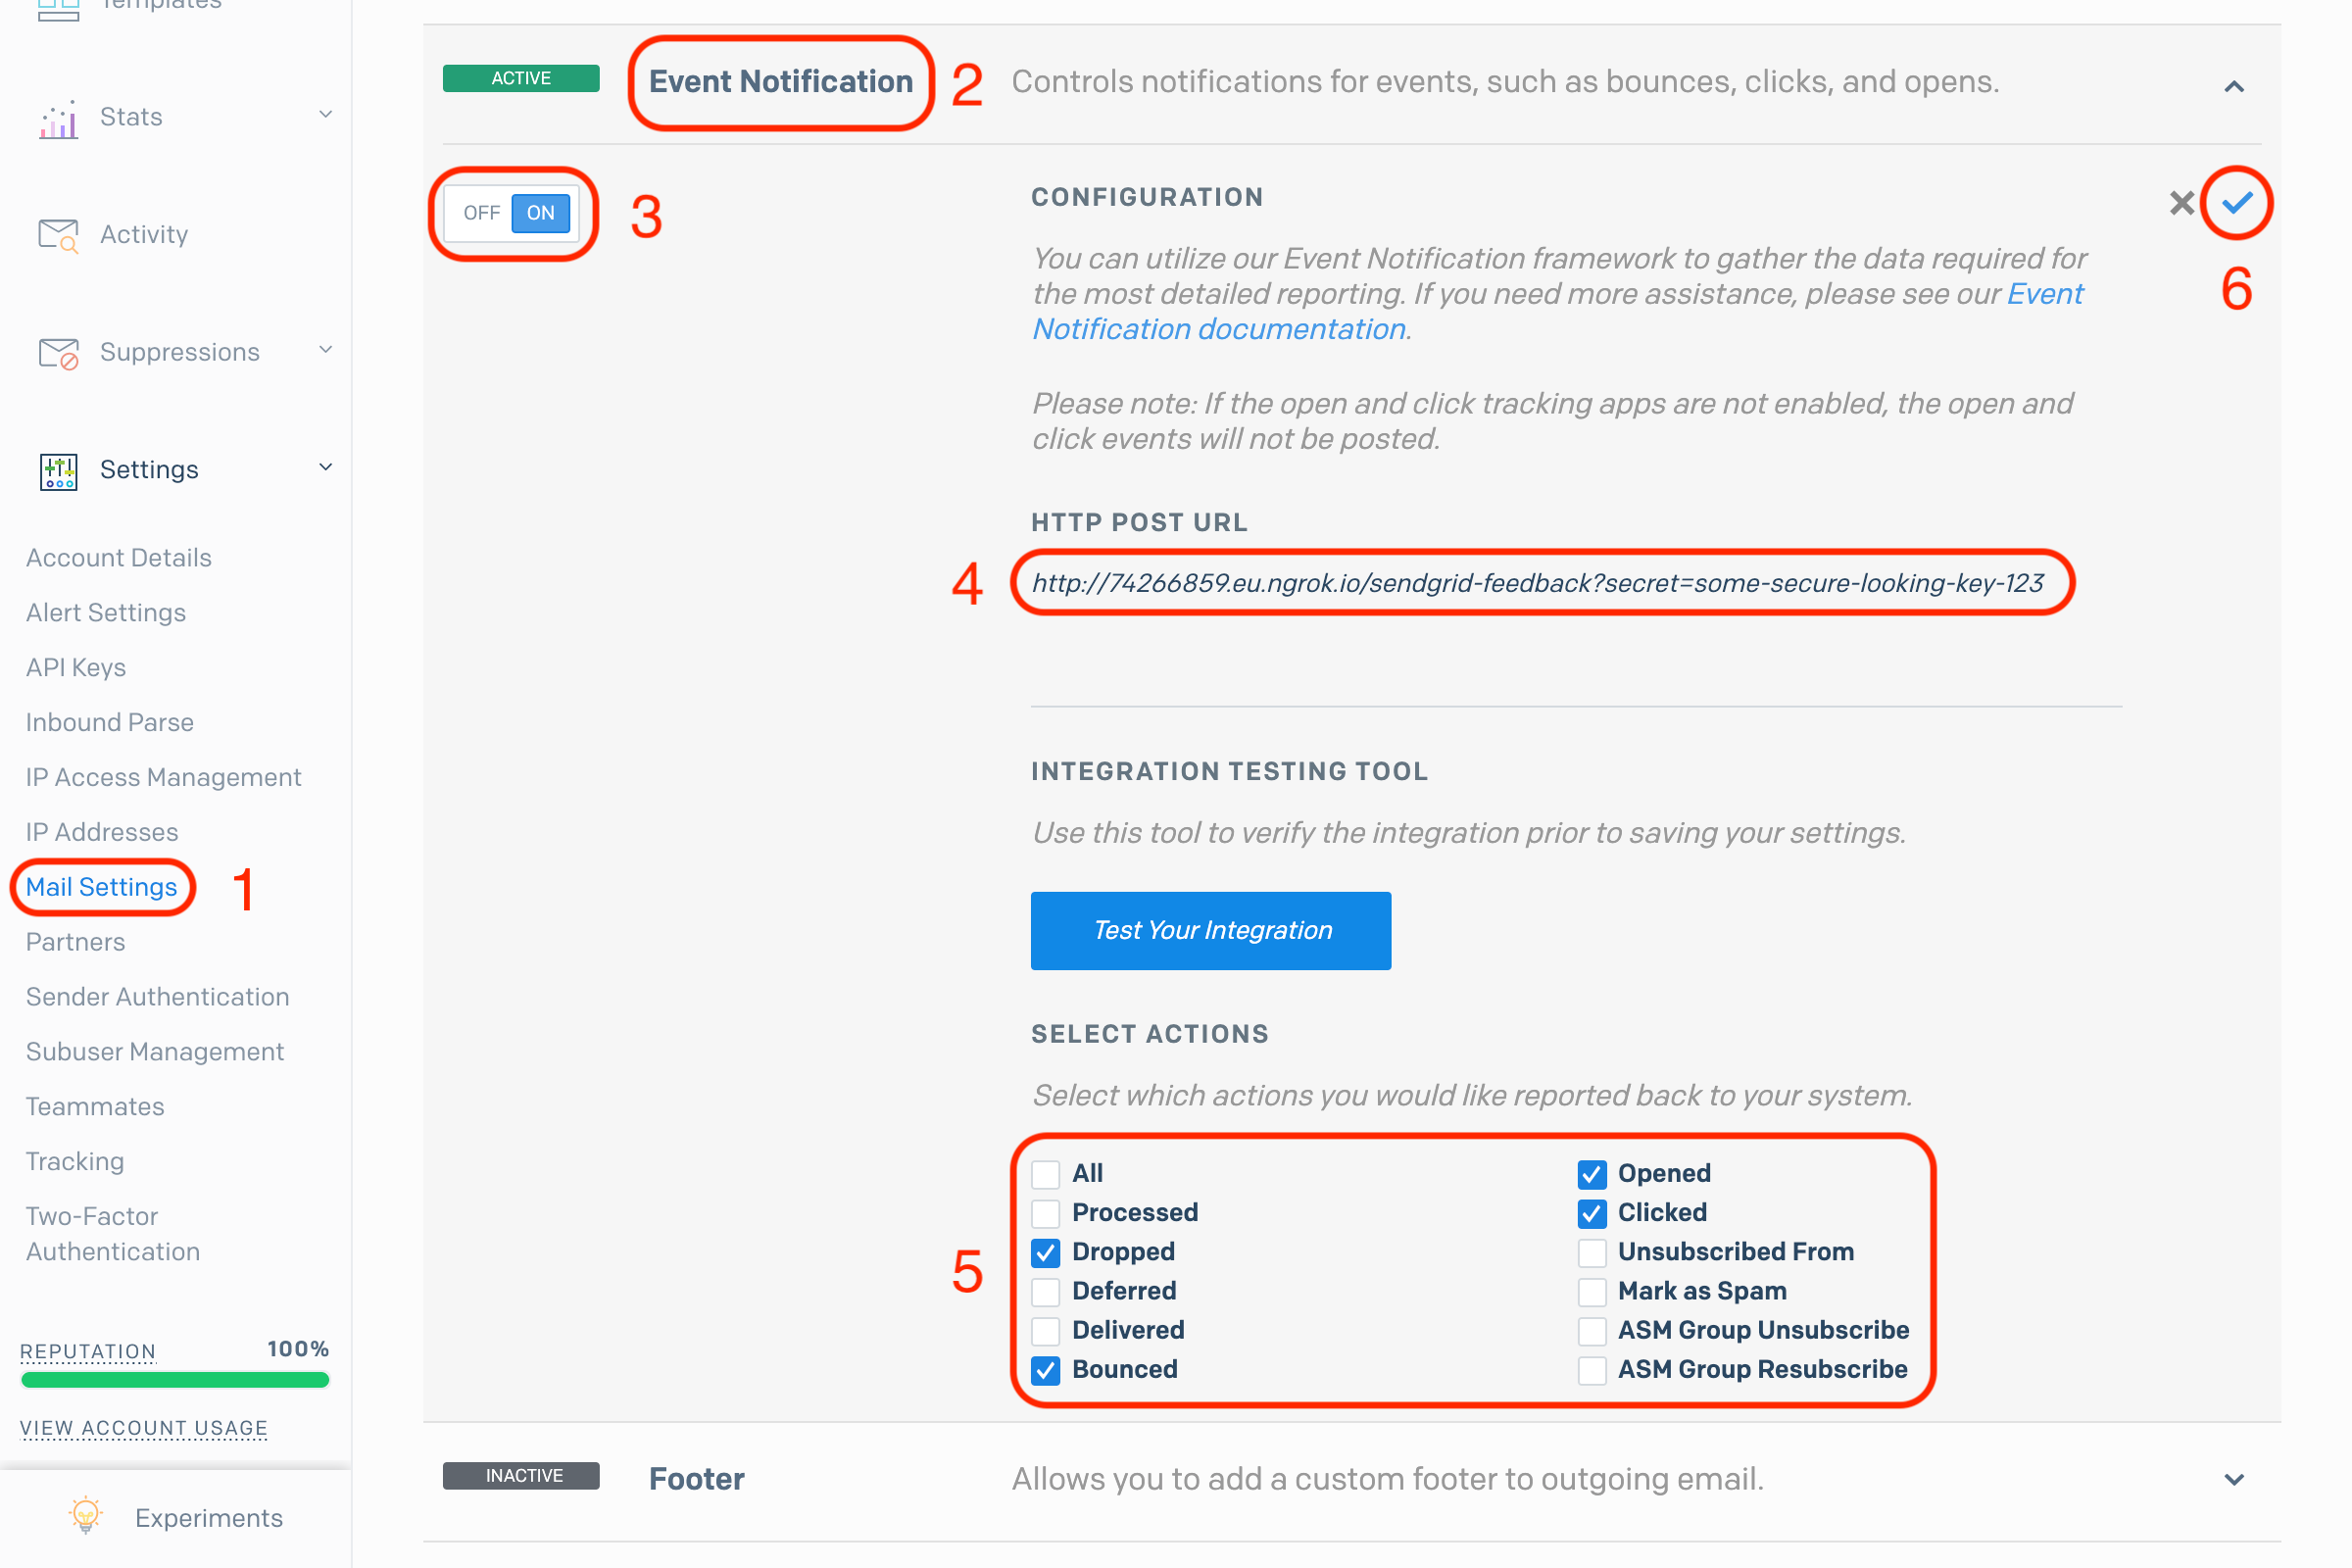 Templates
Stats
Activity
Suppressions
Settings
Account Details
Alert Settings
API Keys
Inbound Parse
IP Access Management
IP Addresses
Mail Settings 1
Partners
Sender Authentication
Subuser Management
Teammates
Tracking
Two-Factor
Authentication
REPUTATION 100%
VIEW ACCOUNT USAGE
Experiments
ACTIVE Event Notification 2 Controls notifications for events, such as bounces, clicks, and opens.
OFF ON 3
CONFIGURATION
6
You can utilize our Event Notification framework to gather the data required for
the most detailed reporting. If you need more assistance, please see our Event
Notification documentation.
Please note: If the open and click tracking apps are not enabled, the open and
click events will not be posted.
HTTP POST URL
4 http://74266859.eu.ngrok.io/sendgrid-feedback?secret=some-secure-looking-key-123
INTEGRATION TESTING TOOL
Use this tool to verify the integration prior to saving your settings.
Test Your Integration
SELECT ACTIONS
Select which actions you would like reported back to your system.
5
All
Processed
Dropped
Deferred
Delivered
Bounced
Opened
Clicked
Unsubscribed From
Mark as Spam
ASM Group Unsubscribe
ASM Group Resubscribe
INACTIVE Footer Allows you to add a custom footer to outgoing email.